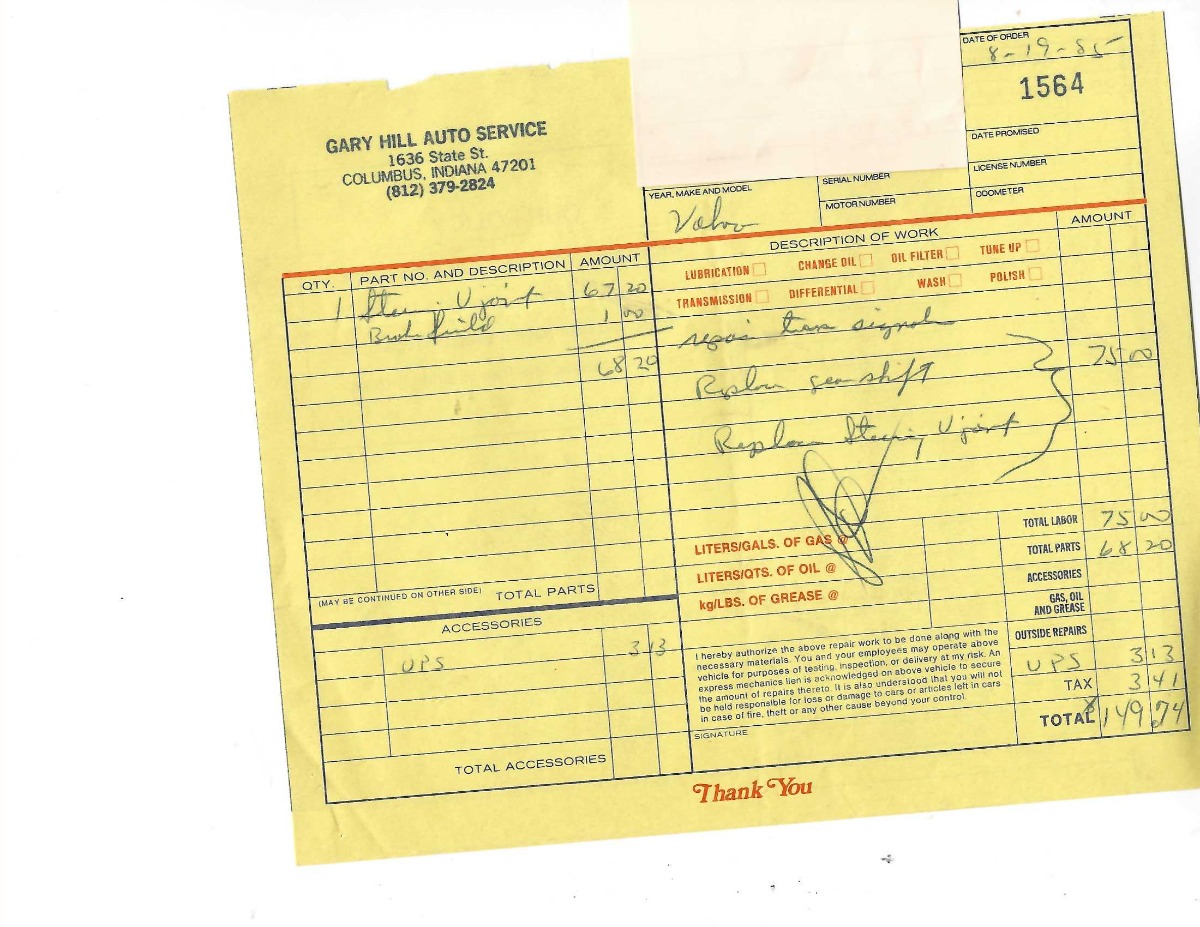 DATE OF ORDER
8-19-85
1564
GARY HILL AUTO SERVICE
1636 State St.
COLUMBUS, INDIANA 47201
(812) 379-2824
DATE PROMISED
YEAR, MAKE AND MODEL
Volvo
SERIAL NUMBER
LICENSE NUMBER
MOTOR NUMBER
ODOMETER
QTY. PART NO. AND DESCRIPTION AMOUNT
1 Steering U joint 67 20
Brake fluid 1 00
68 20
DESCRIPTION OF WORK AMOUNT
LUBRICATION CHANGE OIL OIL FILTER TUNE UP
TRANSMISSION DIFFERENTIAL WASH POLISH
repair turn signal
Replace gear shift 75 00
Replace Steering U joint
LITERS/GALS. OF GAS @
LITERS/QTS. OF OIL @
kg/LBS. OF GREASE @
TOTAL LABOR 75 00
TOTAL PARTS 68 20
ACCESSORIES
GAS, OIL
AND GREASE
OUTSIDE REPAIRS
UPS 3 13
TAX 3 41
TOTAL 149.74
(MAY BE CONTINUED ON OTHER SIDE) TOTAL PARTS
ACCESSORIES
UPS 3 13
TOTAL ACCESSORIES
I hereby authorize the above repair work to be done along with the
necessary materials. You and your employees may operate above
vehicle for purposes of testing, inspection, or delivery at my risk. An
express mechanics lien is acknowledged on above vehicle to secure
the amount of repairs thereto. It is also understood that you will not
be held responsible for loss or damage to cars or articles left in cars
in case of fire, theft or any other cause beyond your control.
SIGNATURE
Thank You